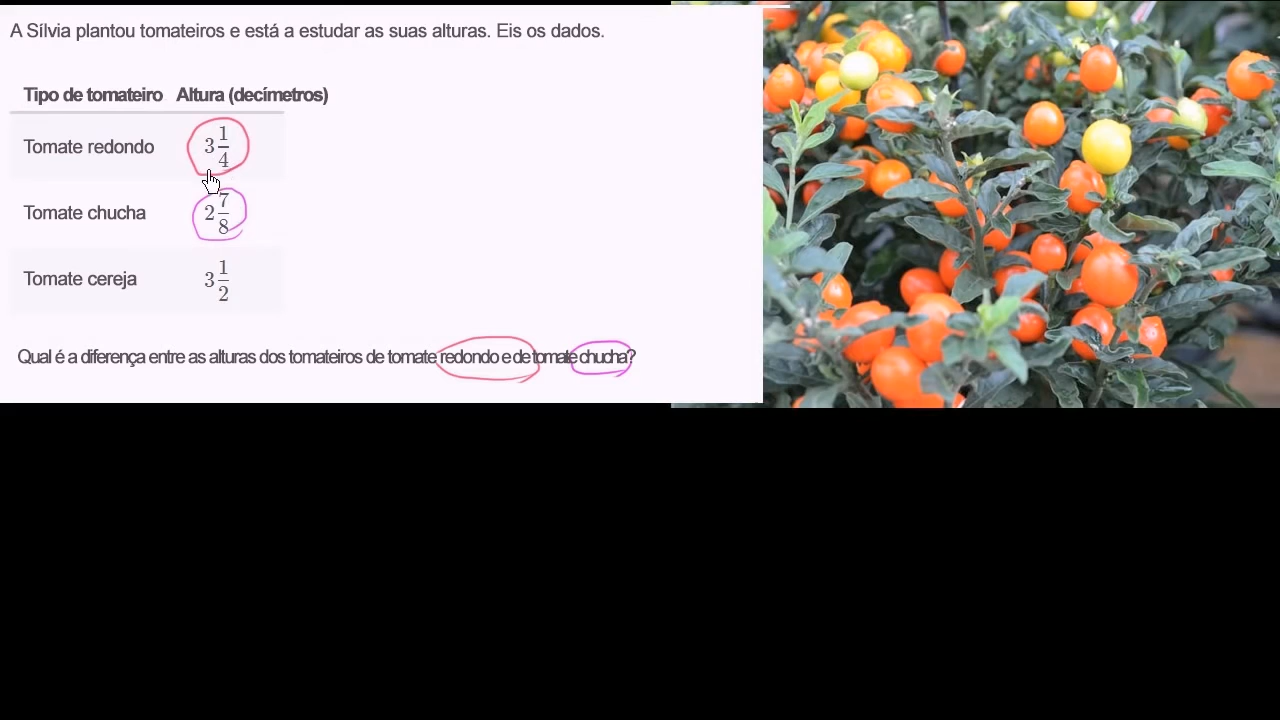 A Sílvia plantou tomateiros e está a estudar as suas alturas. Eis os dados.
Tipo de tomateiro Altura (decímetros)
Tomate redondo 3 1/4
Tomate chucha 2 7/8
Tomate cereja 3 1/2
Qual é a diferença entre as alturas dos tomateiros de tomate redondo e de tomate chucha?